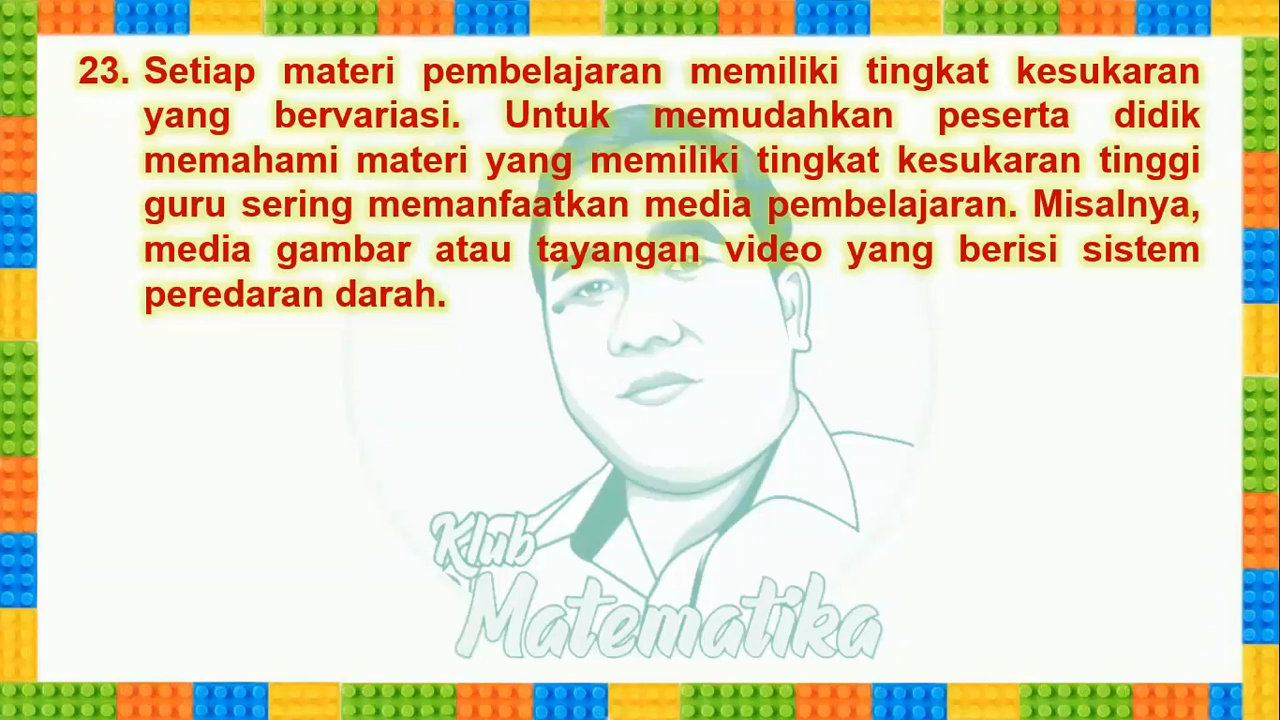 23. Setiap materi pembelajaran memiliki tingkat kesukaran
yang bervariasi. Untuk memudahkan peserta didik
memahami materi yang memiliki tingkat kesukaran tinggi
guru sering memanfaatkan media pembelajaran. Misalnya,
media gambar atau tayangan video yang berisi sistem
peredaran darah.
Klub
Matematika